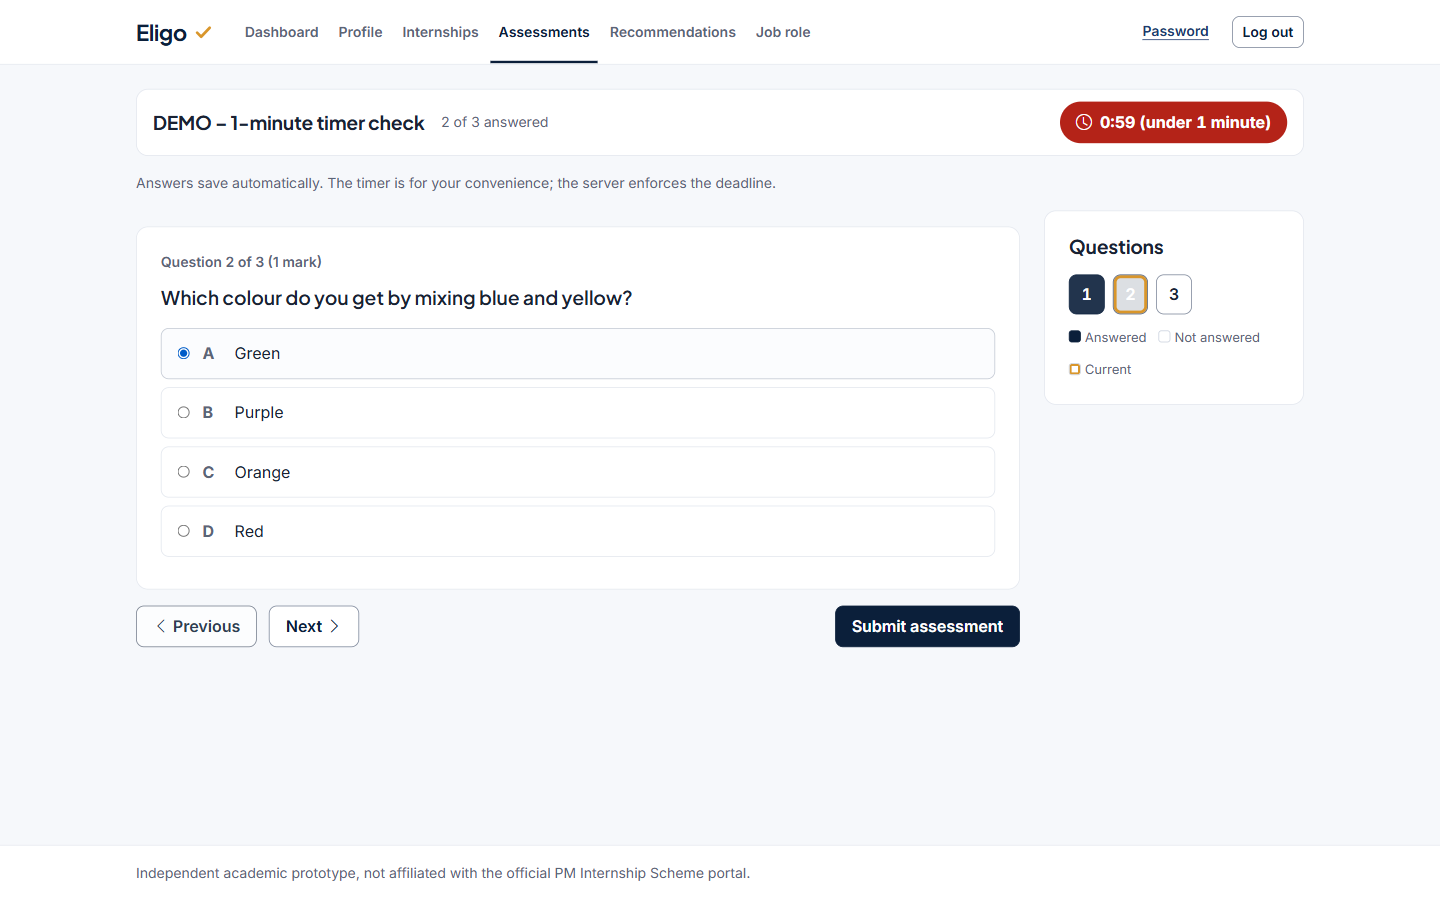 Eligo
Dashboard Profile Internships Assessments Recommendations Job role Password Log out
DEMO – 1-minute timer check 2 of 3 answered 0:59 (under 1 minute)
Answers save automatically. The timer is for your convenience; the server enforces the deadline.
Question 2 of 3 (1 mark)
Which colour do you get by mixing blue and yellow?
A Green
B Purple
C Orange
D Red
Previous Next Submit assessment
Questions
1 2 3
Answered Not answered
Current
Independent academic prototype, not affiliated with the official PM Internship Scheme portal.